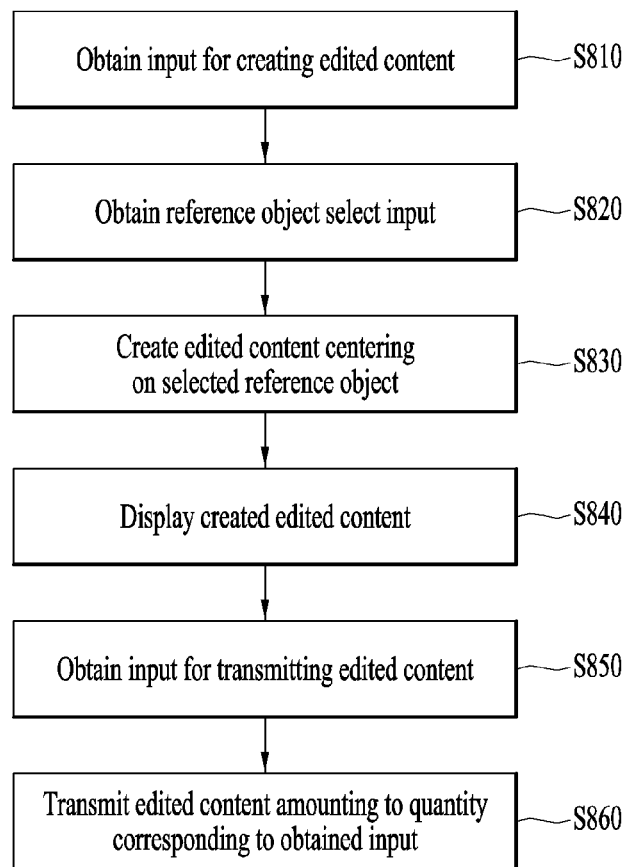 Obtain input for creating edited content
S810
Obtain reference object select input
S820
Create edited content centering
on selected reference object
S830
Display created edited content
S840
Obtain input for transmitting edited content
S850
Transmit edited content amounting to quantity
corresponding to obtained input
S860